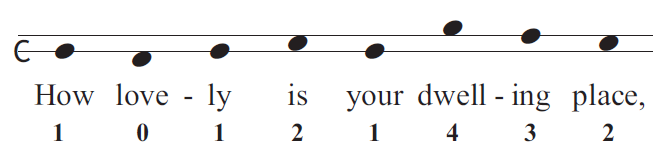 How love - ly is your dwell - ing place,
1 0 1 2 1 4 3 2